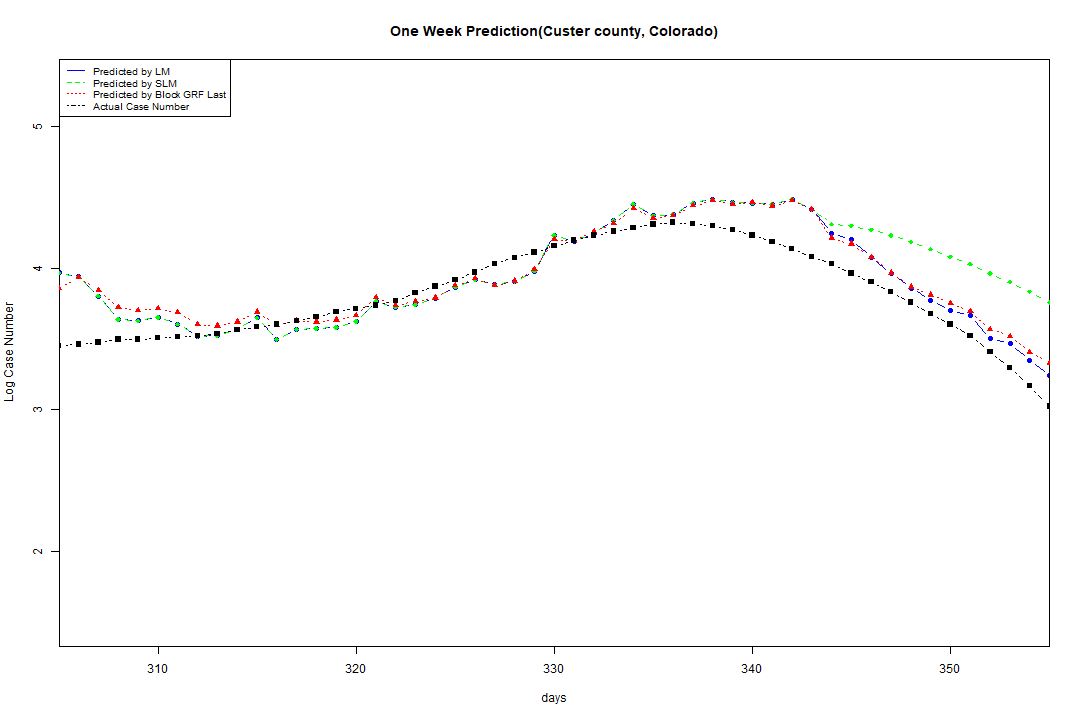 One Week Prediction(Custer county, Colorado)
Predicted by LM
Predicted by SLM
Predicted by Block GRF Last
Actual Case Number
5
4
3
2
Log Case Number
310 320 330 340 350
days